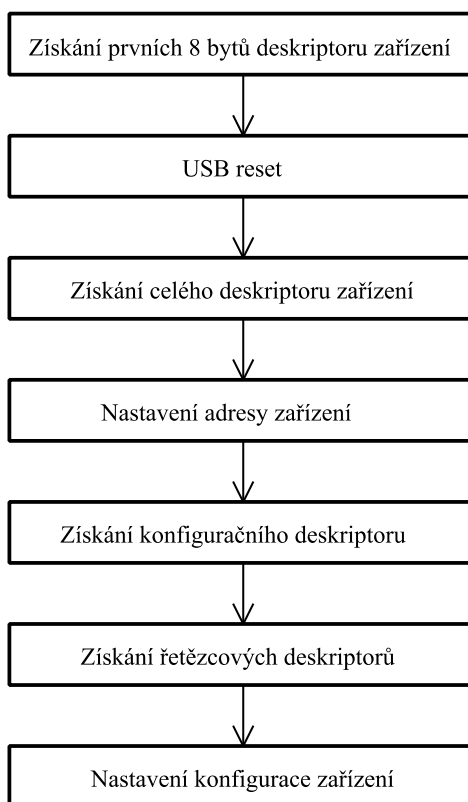 Získání prvních 8 bytů deskriptoru zařízení
USB reset
Získání celého deskriptoru zařízení
Nastavení adresy zařízení
Získání konfiguračního deskriptoru
Získání řetězcových deskriptorů
Nastavení konfigurace zařízení